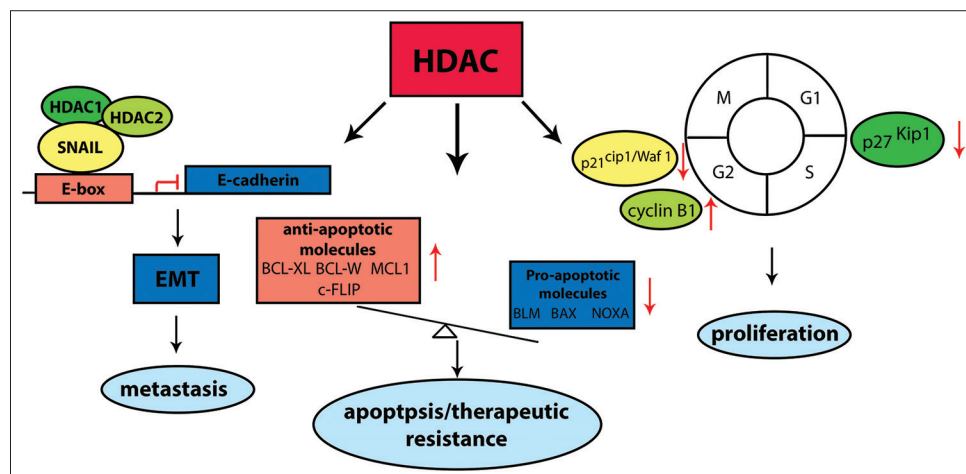 HDAC
HDAC1
HDAC2
SNAIL
E-box
E-cadherin
EMT
metastasis
anti-apoptotic
molecules
BCL-XL BCL-W MCL1
c-FLIP
Pro-apoptotic
molecules
BLM BAX NOXA
apoptpsis/therapeutic
resistance
M
G1
G2
S
p21cip1/Waf 1
cyclin B1
p27 Kip1
proliferation